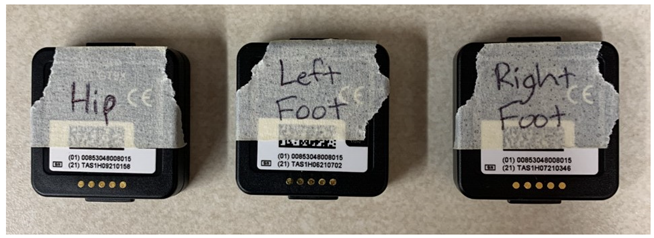 Hip
CE
(01) 00853048008015
(21) TAS1H09210158
Left
Foot
CE
(01) 00853048008015
(21) TAS1H06210702
Right
Foot
CE
(01) 00853048008015
(21) TAS1H07210346